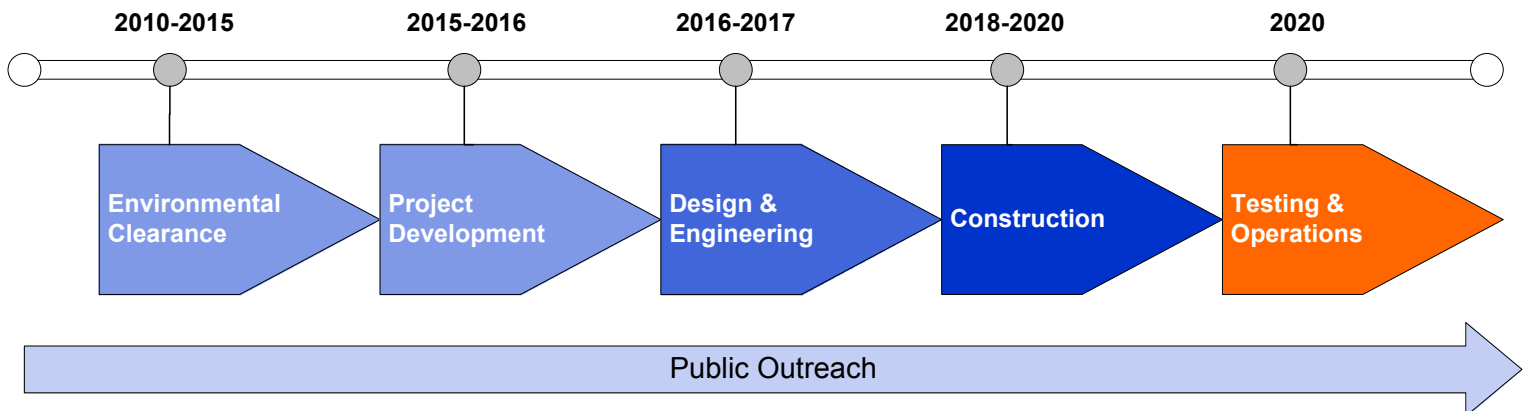 2010-2015
2015-2016
2016-2017
2018-2020
2020
Environmental
Clearance
Project
Development
Design &
Engineering
Construction
Testing &
Operations
Public Outreach